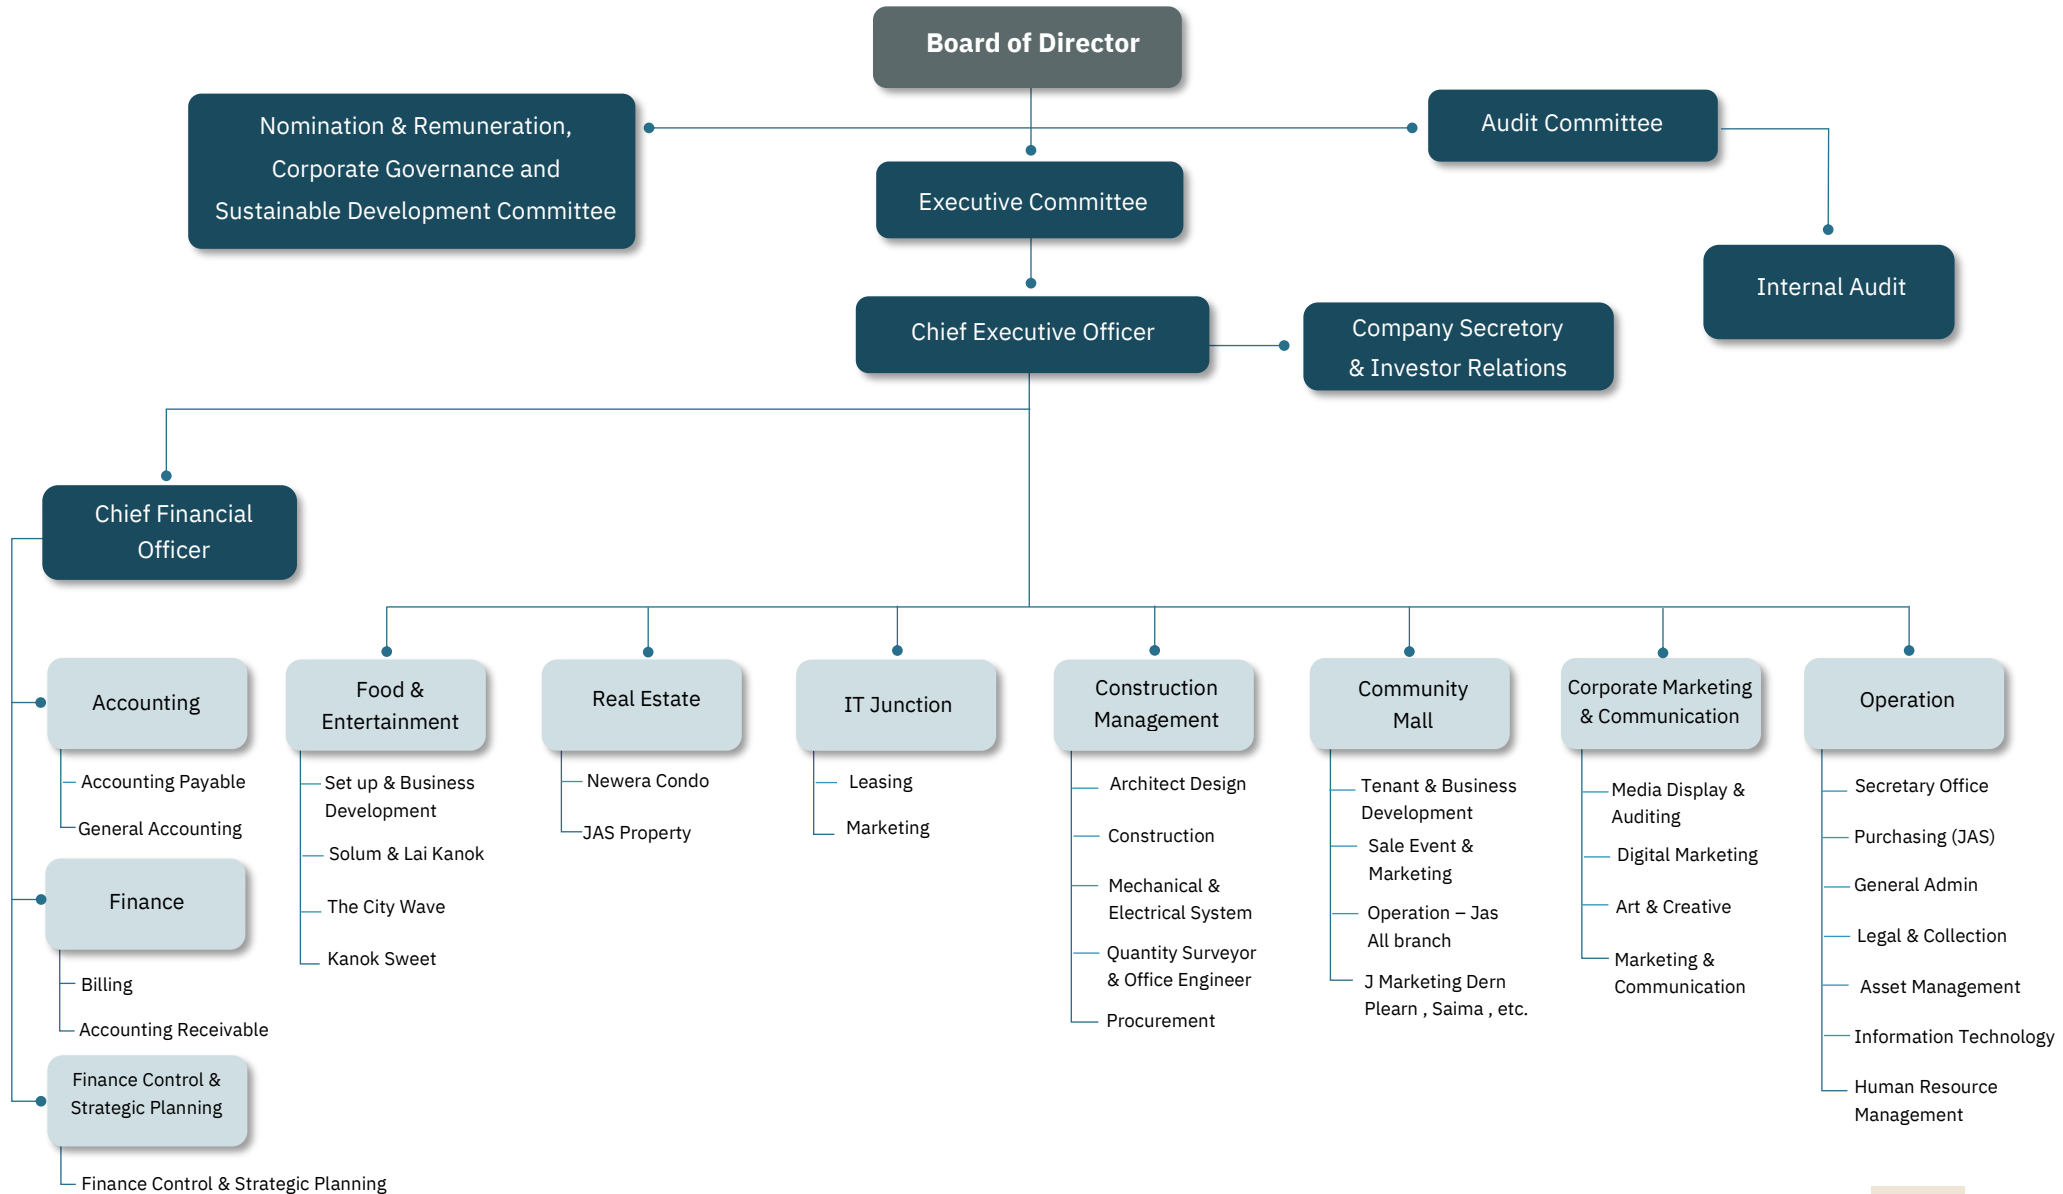 Board of Director
Nomination & Remuneration,
Corporate Governance and
Sustainable Development Committee
Audit Committee
Executive Committee
Internal Audit
Chief Executive Officer
Company Secretory
& Investor Relations
Chief Financial
Officer
Accounting
Accounting Payable
General Accounting
Finance
Billing
Accounting Receivable
Finance Control &
Strategic Planning
Finance Control & Strategic Planning
Food &
Entertainment
Set up & Business
Development
Solum & Lai Kanok
The City Wave
Kanok Sweet
Real Estate
Newera Condo
JAS Property
IT Junction
Leasing
Marketing
Construction
Management
Architect Design
Construction
Mechanical &
Electrical System
Quantity Surveyor
& Office Engineer
Procurement
Community
Mall
Tenant & Business
Development
Sale Event &
Marketing
Operation – Jas
All branch
J Marketing Dern
Plearn , Saima , etc.
Corporate Marketing
& Communication
Media Display &
Auditing
Digital Marketing
Art & Creative
Marketing &
Communication
Operation
Secretary Office
Purchasing (JAS)
General Admin
Legal & Collection
Asset Management
Information Technology
Human Resource
Management